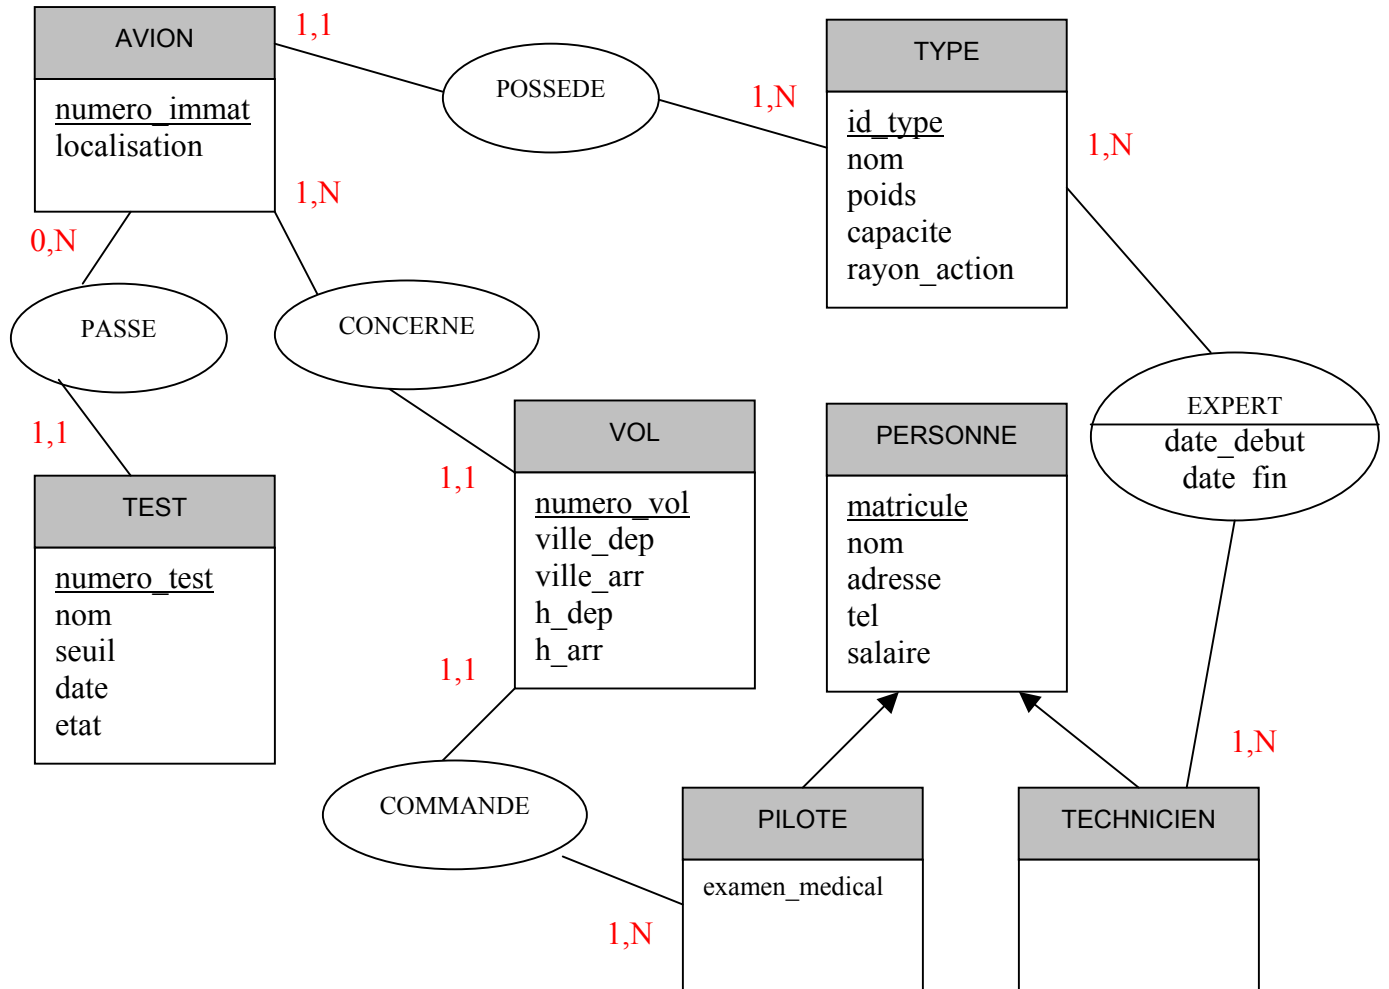 AVION
numero_immat
localisation
1,1
POSSEDE
1,N
TYPE
id_type
nom
poids
capacite
rayon_action
1,N
0,N
1,N
PASSE
CONCERNE
1,1
1,1
TEST
numero_test
nom
seuil
date
etat
VOL
numero_vol
ville_dep
ville_arr
h_dep
h_arr
1,1
PERSONNE
matricule
nom
adresse
tel
salaire
EXPERT
date_debut
date fin
1,N
COMMANDE
1,N
PILOTE
examen_medical
TECHNICIEN